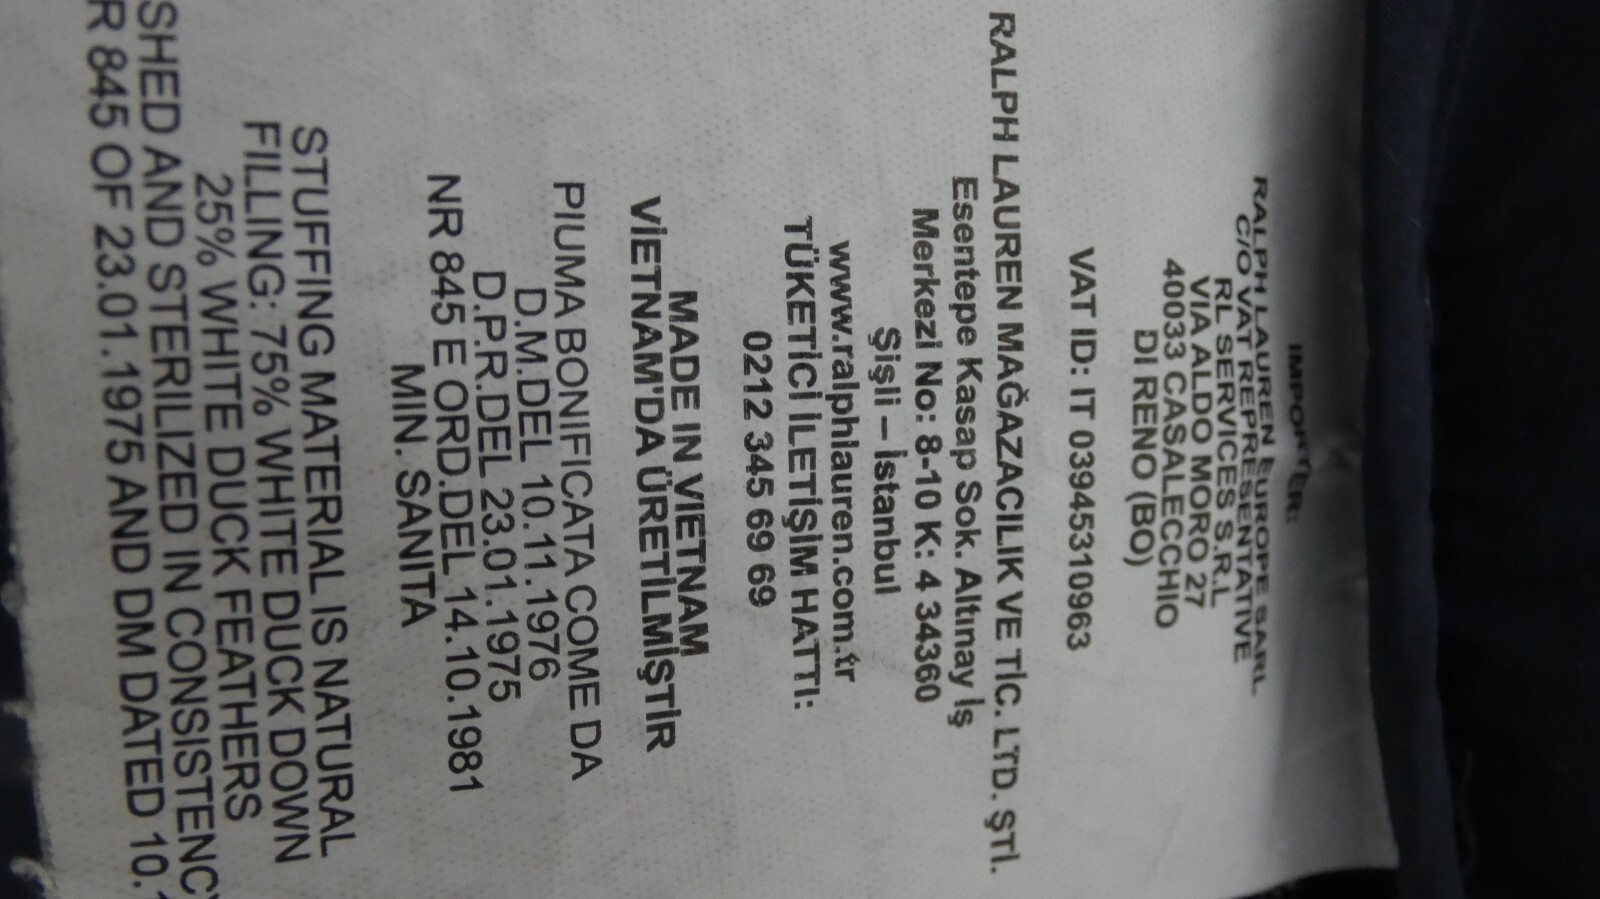 IMPORTER:
RALPH LAUREN EUROPE SARL
C/O VAT REPRESENTATIVE
RL SERVICES S.R.L
VIA ALDO MORO 27
40033 CASALECCHIO
DI RENO (BO)
VAT ID: IT 03945310963
RALPH LAUREN MAĞAZACILIK VE TİC. LTD. ŞTİ.
Esentepe Kasap Sok. Altınay İş
Merkezi No: 8-10 K: 4 34360
Şişli – İstanbul
www.ralphlauren.com.tr
TÜKETİCİ İLETİŞİM HATTI:
0212 345 69 69
MADE IN VIETNAM
VİETNAM'DA ÜRETİLMİŞTİR
PIUMA BONIFICATA COME DA
D.M.DEL 10.11.1976
D.P.R.DEL 23.01.1975
NR 845 E ORD.DEL 14.10.1981
MIN. SANITA
STUFFING MATERIAL IS NATURAL
FILLING: 75% WHITE DUCK DOWN
25% WHITE DUCK FEATHERS
SHED AND STERILIZED IN CONSISTENCY
R 845 OF 23.01.1975 AND DM DATED 10.